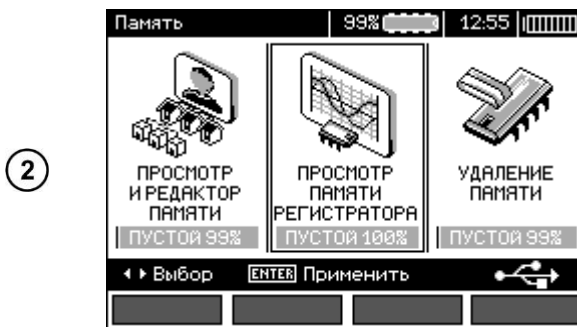 2
Память 99% 12:55
ПРОСМОТР
И РЕДАКТОР
ПАМЯТИ
ПУСТОЙ 99%
ПРОСМОТР
ПАМЯТИ
РЕГИСТРАТОРА
ПУСТОЙ 100%
УДАЛЕНИЕ
ПАМЯТИ
ПУСТОЙ 99%
Выбор ENTER Применить